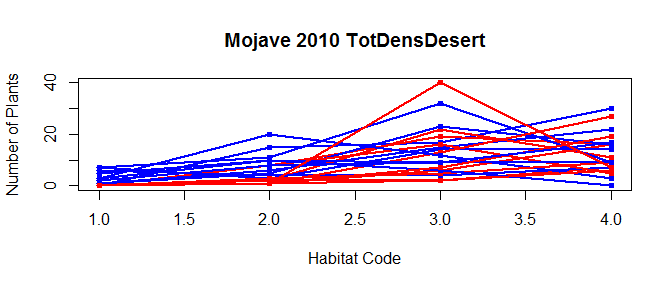 Mojave 2010 TotDensDesert
Number of Plants
40
20
0
1.0 1.5 2.0 2.5 3.0 3.5 4.0
Habitat Code